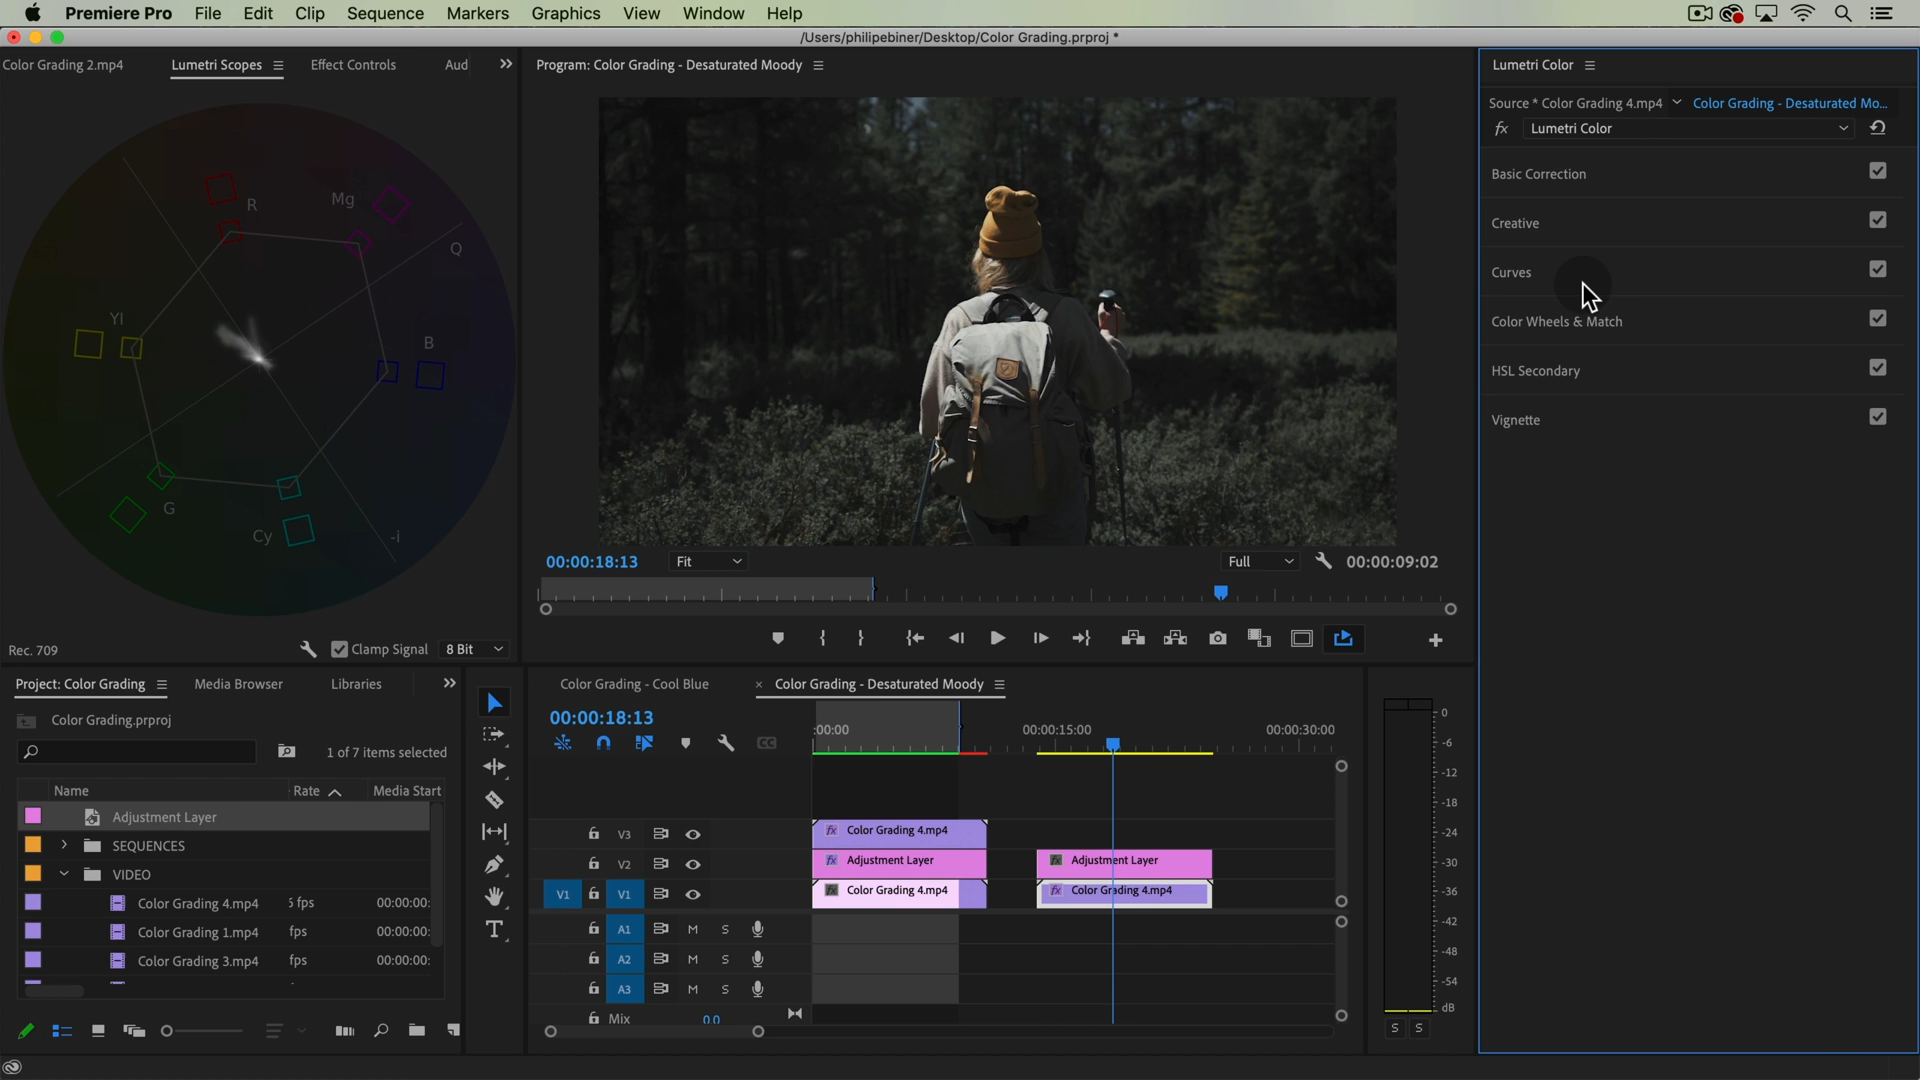 Premiere Pro File Edit Clip Sequence Markers Graphics View Window Help
/Users/philipebiner/Desktop/Color Grading.prproj *
Color Grading 2.mp4 Lumetri Scopes Effect Controls Aud
R Mg Q Yl B G Cy -i
Rec. 709 Clamp Signal 8 Bit
Program: Color Grading - Desaturated Moody
00:00:18:13 Fit Full 00:00:09:02
Lumetri Color
Source * Color Grading 4.mp4 Color Grading - Desaturated Mo...
fx Lumetri Color
Basic Correction
Creative
Curves
Color Wheels & Match
HSL Secondary
Vignette
Project: Color Grading Media Browser Libraries
Color Grading.prproj
1 of 7 items selected
Name Rate Media Start
Adjustment Layer
SEQUENCES
VIDEO
Color Grading 4.mp4 fps 00:00:00:
Color Grading 1.mp4 fps 00:00:00:
Color Grading 3.mp4 fps 00:00:00:
Color Grading - Cool Blue × Color Grading - Desaturated Moody
00:00:18:13
:00:00 00:00:15:00 00:00:30:00
V3 fx Color Grading 4.mp4
V2 fx Adjustment Layer fx Adjustment Layer
V1 V1 fx Color Grading 4.mp4 fx Color Grading 4.mp4
A1 M S
A2 M S
A3 M S
Mix 0.0
0
-6
-12
-18
-24
-30
-36
-42
-48
-54
dB
S S